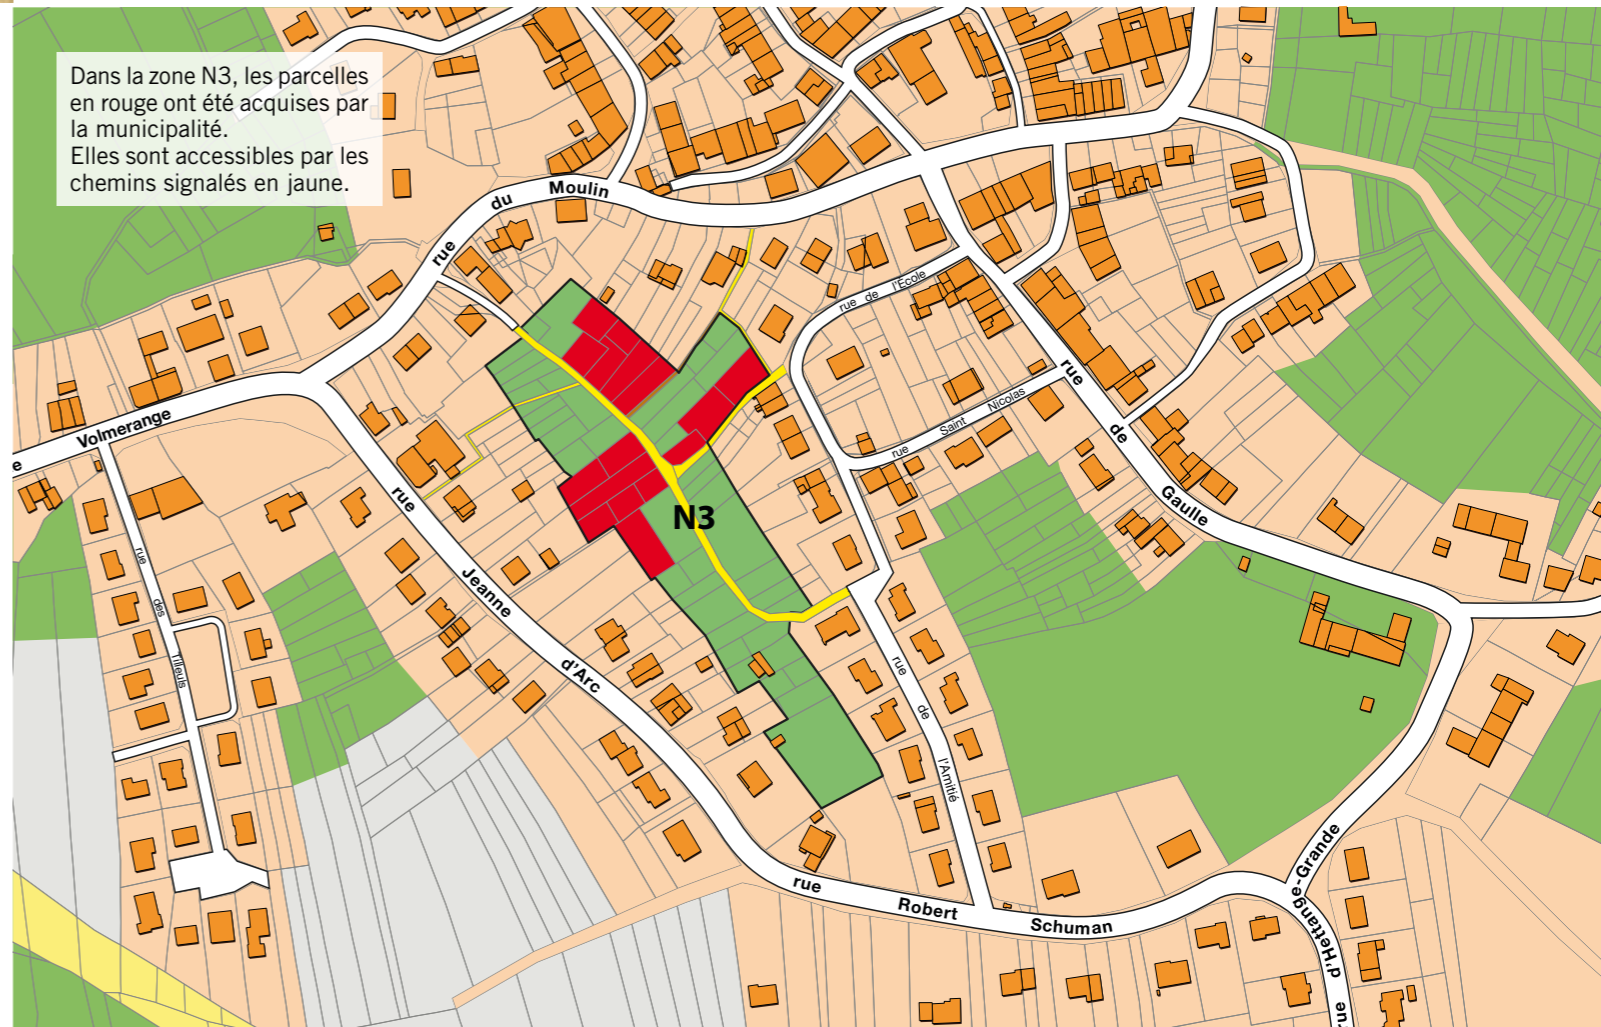 Dans la zone N3, les parcelles
en rouge ont été acquises par
la municipalité.
Elles sont accessibles par les
chemins signalés en jaune.
rue du Moulin
rue de l'Ecole
rue Saint Nicolas
rue de Gaulle
e Volmerange
rue des Tilleuls
rue Jeanne d'Arc
N3
rue de l'Amitié
rue Robert Schuman
d'Hettange-Grande
rue